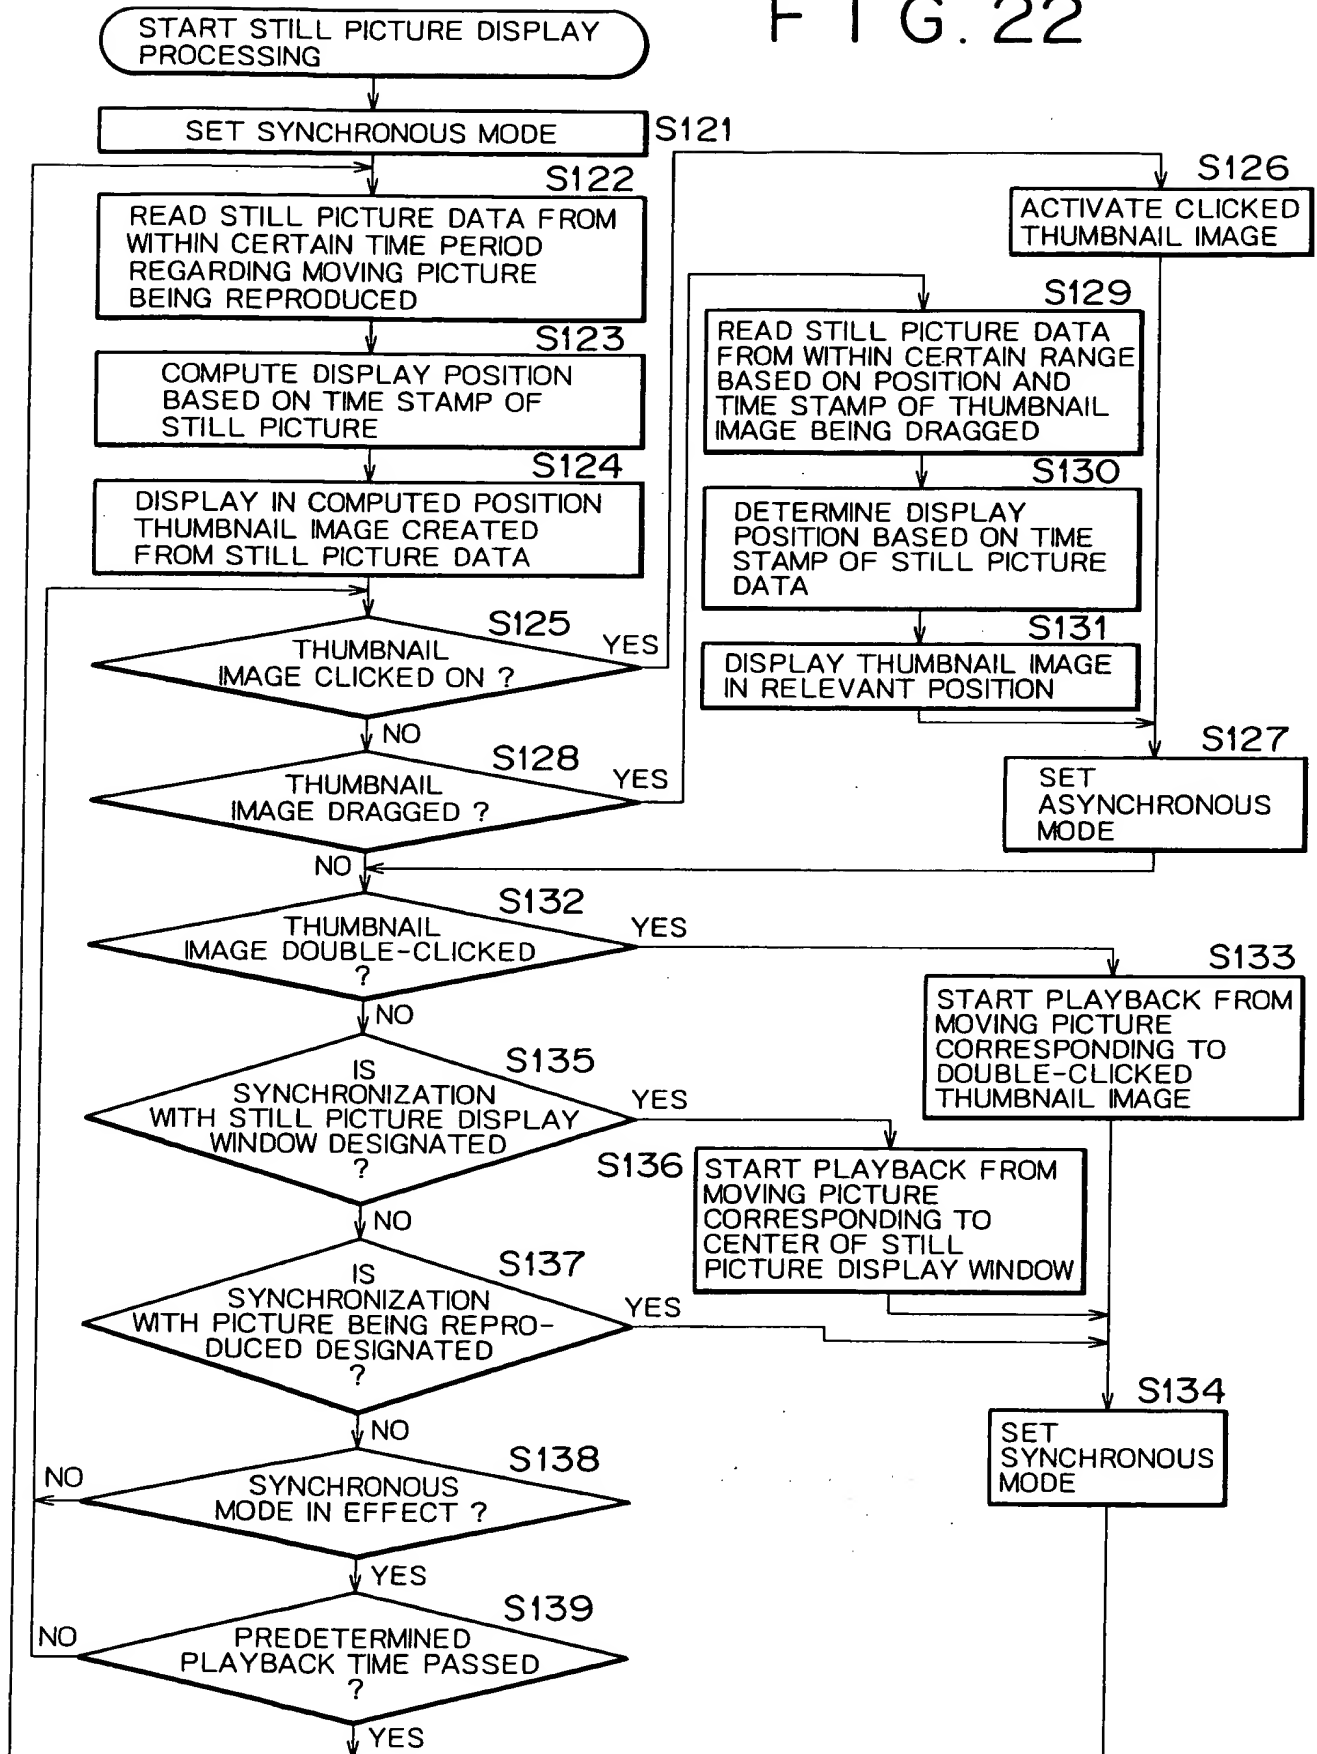 FIG. 22
START STILL PICTURE DISPLAY
PROCESSING
SET SYNCHRONOUS MODE
S121
S122
READ STILL PICTURE DATA FROM
WITHIN CERTAIN TIME PERIOD
REGARDING MOVING PICTURE
BEING REPRODUCED
S123
COMPUTE DISPLAY POSITION
BASED ON TIME STAMP OF
STILL PICTURE
S124
DISPLAY IN COMPUTED POSITION
THUMBNAIL IMAGE CREATED
FROM STILL PICTURE DATA
S125
THUMBNAIL
IMAGE CLICKED ON ?
YES
NO
S126
ACTIVATE CLICKED
THUMBNAIL IMAGE
S128
THUMBNAIL
IMAGE DRAGGED ?
YES
NO
S129
READ STILL PICTURE DATA
FROM WITHIN CERTAIN RANGE
BASED ON POSITION AND
TIME STAMP OF THUMBNAIL
IMAGE BEING DRAGGED
S130
DETERMINE DISPLAY
POSITION BASED ON TIME
STAMP OF STILL PICTURE
DATA
S131
DISPLAY THUMBNAIL IMAGE
IN RELEVANT POSITION
S127
SET
ASYNCHRONOUS
MODE
S132
THUMBNAIL
IMAGE DOUBLE-CLICKED
?
YES
NO
S133
START PLAYBACK FROM
MOVING PICTURE
CORRESPONDING TO
DOUBLE-CLICKED
THUMBNAIL IMAGE
S135
IS
SYNCHRONIZATION
WITH STILL PICTURE DISPLAY
WINDOW DESIGNATED
?
YES
NO
S136
START PLAYBACK FROM
MOVING PICTURE
CORRESPONDING TO
CENTER OF STILL
PICTURE DISPLAY WINDOW
S137
IS
SYNCHRONIZATION
WITH PICTURE BEING REPRO-
DUCED DESIGNATED
?
YES
NO
S134
SET
SYNCHRONOUS
MODE
S138
SYNCHRONOUS
MODE IN EFFECT ?
NO
YES
S139
PREDETERMINED
PLAYBACK TIME PASSED
?
NO
YES